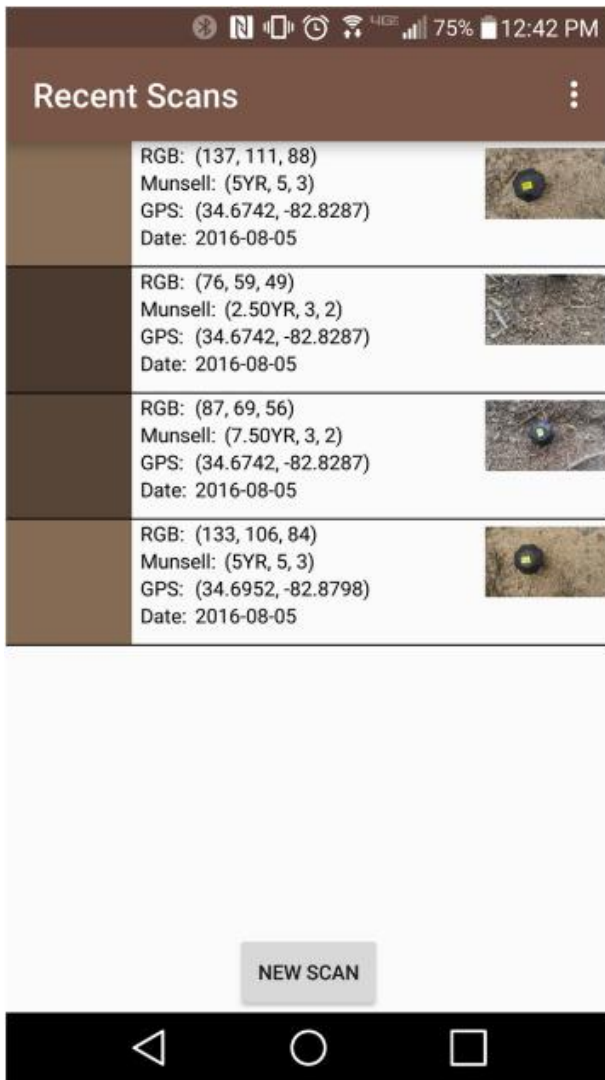 4GE 75% 12:42 PM
Recent Scans
RGB: (137, 111, 88)
Munsell: (5YR, 5, 3)
GPS: (34.6742, -82.8287)
Date: 2016-08-05
RGB: (76, 59, 49)
Munsell: (2.50YR, 3, 2)
GPS: (34.6742, -82.8287)
Date: 2016-08-05
RGB: (87, 69, 56)
Munsell: (7.50YR, 3, 2)
GPS: (34.6742, -82.8287)
Date: 2016-08-05
RGB: (133, 106, 84)
Munsell: (5YR, 5, 3)
GPS: (34.6952, -82.8798)
Date: 2016-08-05
NEW SCAN